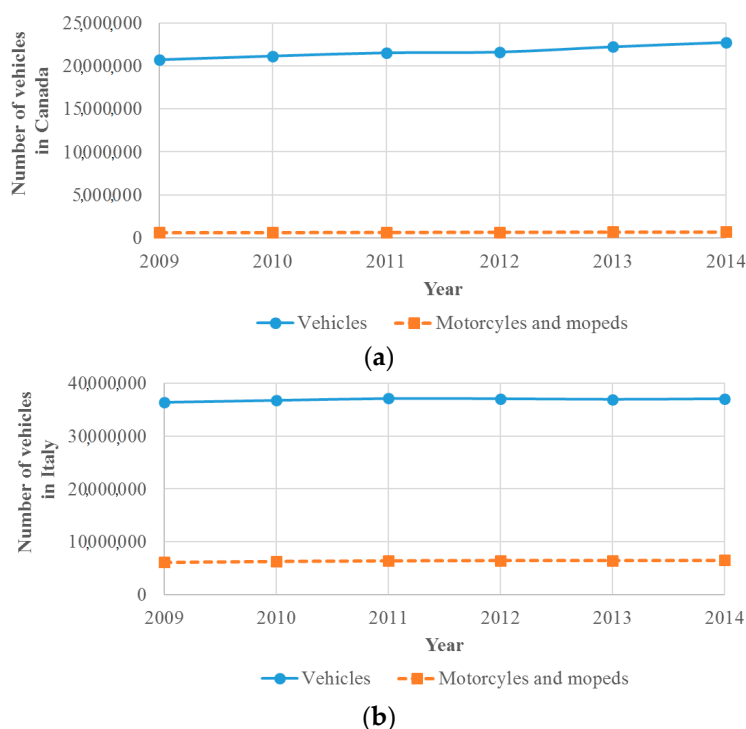 Number of vehicles
in Canada
25,000,000
20,000,000
15,000,000
10,000,000
5,000,000
0
2009 2010 2011 2012 2013 2014
Year
Vehicles Motorcyles and mopeds
(a)
Number of vehicles
in Italy
40,000,000
30,000,000
20,000,000
10,000,000
0
2009 2010 2011 2012 2013 2014
Year
Vehicles Motorcyles and mopeds
(b)